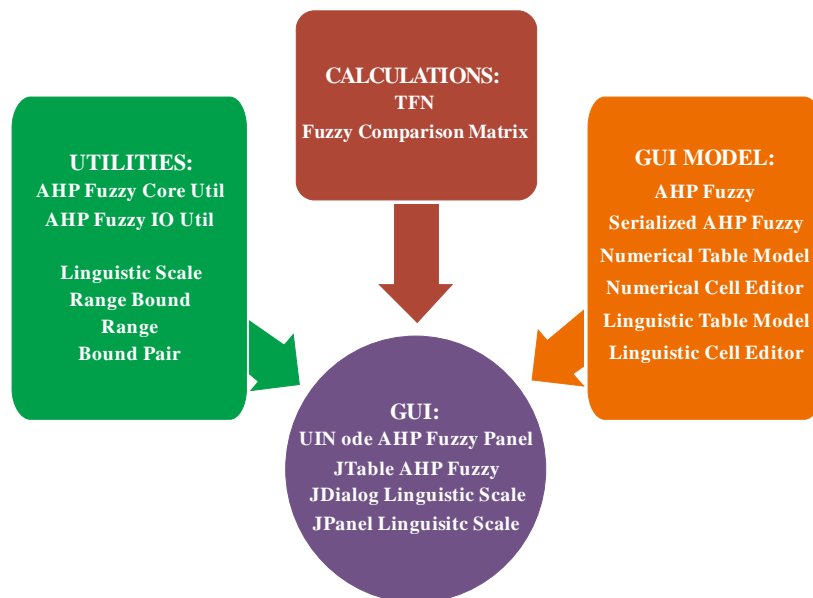 CALCULATIONS:
TFN
Fuzzy Comparison Matrix
UTILITIES:
AHP Fuzzy Core Util
AHP Fuzzy IO Util
Linguistic Scale
Range Bound
Range
Bound Pair
GUI MODEL:
AHP Fuzzy
Serialized AHP Fuzzy
Numerical Table Model
Numerical Cell Editor
Linguistic Table Model
Linguistic Cell Editor
GUI:
UIN ode AHP Fuzzy Panel
JTable AHP Fuzzy
JDialog Linguistic Scale
JPanel Linguisitc Scale